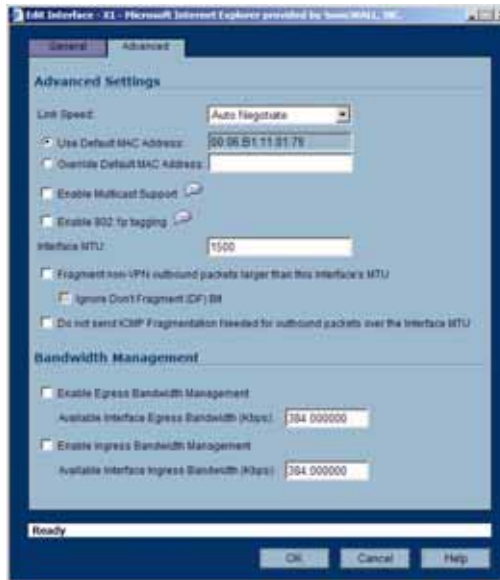 Edit Interface - X1 - Microsoft Internet Explorer provided by SonicWALL, INC.
General Advanced
Advanced Settings
Link Speed: Auto Negotiate
Use Default MAC Address: 00:06:B1:11:01:79
Override Default MAC Address:
Enable Multicast Support
Enable 802.1p tagging
Interface MTU: 1500
Fragment non-VPN outbound packets larger than this Interface's MTU
Ignore Don't Fragment (DF) Bit
Do not send ICMP Fragmentation Needed for outbound packets over the Interface MTU
Bandwidth Management
Enable Egress Bandwidth Management
Available Interface Egress Bandwidth (Kbps): 384.000000
Enable Ingress Bandwidth Management
Available Interface Ingress Bandwidth (Kbps): 384.000000
Ready
OK Cancel Help